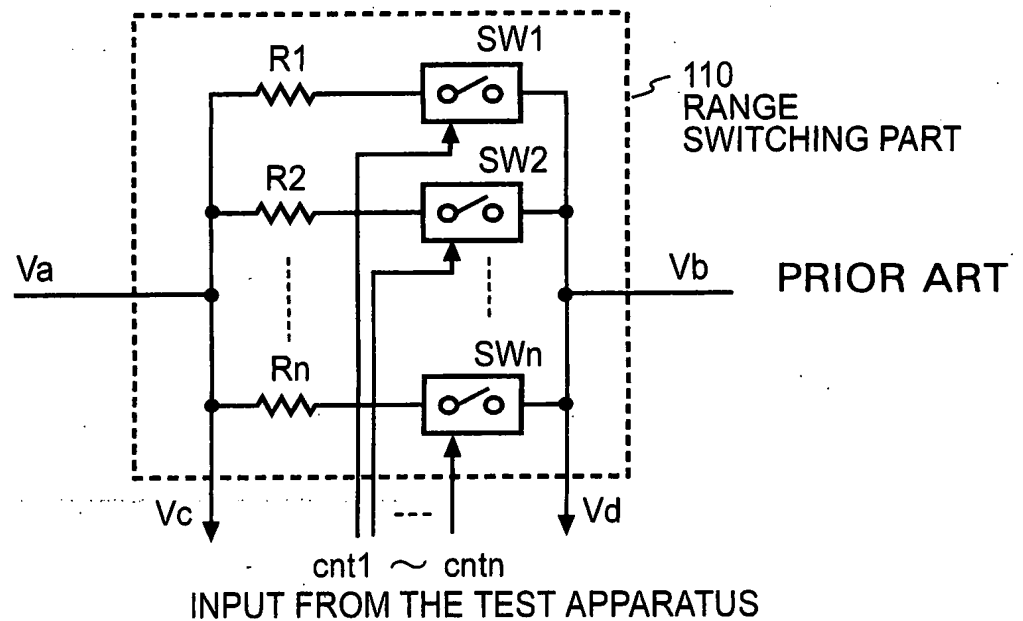 SW1
R1
110
RANGE
SWITCHING PART
SW2
R2
Va
Vb
PRIOR ART
SWn
Rn
Vc
Vd
cnt1 ～ cntn
INPUT FROM THE TEST APPARATUS